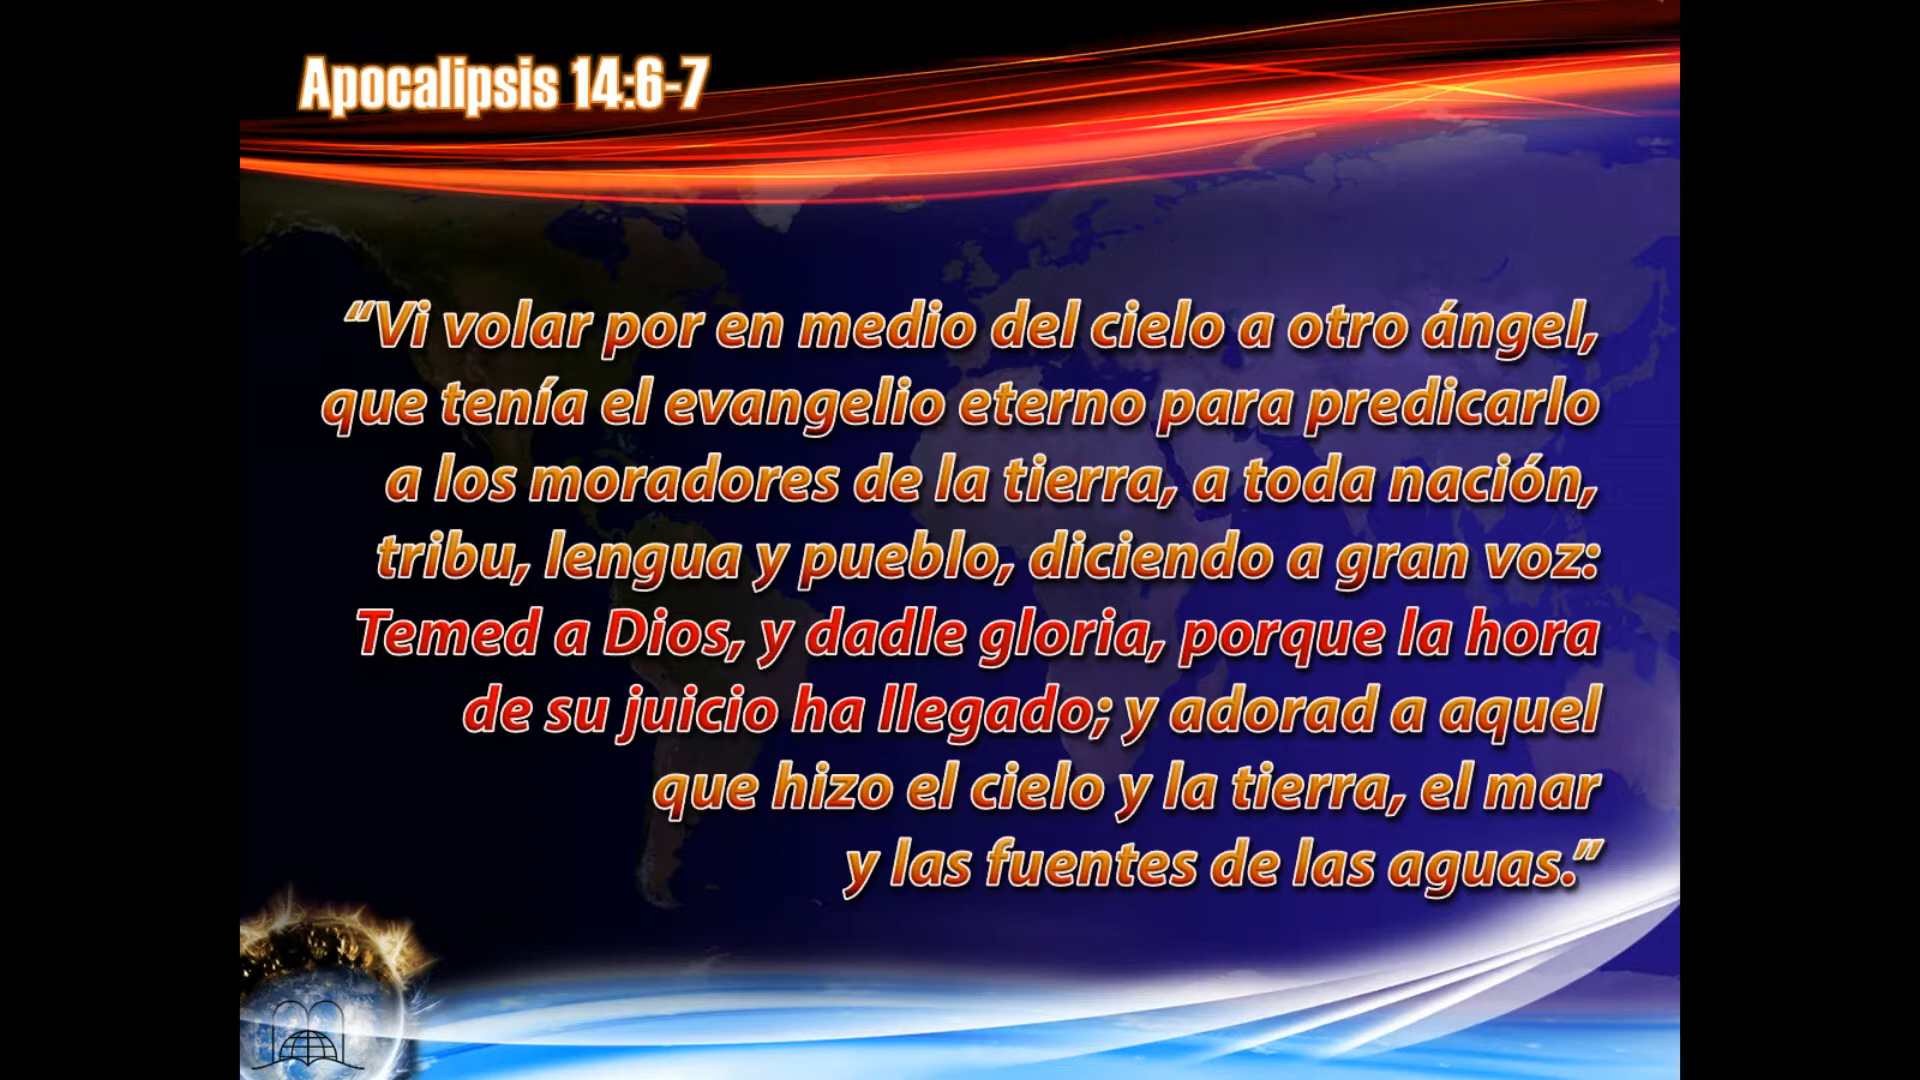 Apocalipsis 14:6-7
“Vi volar por en medio del cielo a otro ángel,
que tenía el evangelio eterno para predicarlo
a los moradores de la tierra, a toda nación,
tribu, lengua y pueblo, diciendo a gran voz:
Temed a Dios, y dadle gloria, porque la hora
de su juicio ha llegado; y adorad a aquel
que hizo el cielo y la tierra, el mar
y las fuentes de las aguas.”